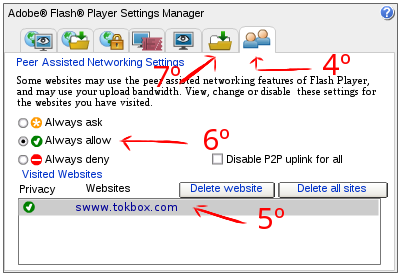 Adobe® Flash® Player Settings Manager
?
Peer Assisted Networking Settings
7º
4º
Some websites may use the peer assisted networking features of Flash Player,
and may use your upload bandwidth. View, change or disable these settings for
the websites you have visited.
Always ask
Always allow
6º
Always deny
Disable P2P uplink for all
Visited Websites
Privacy Websites Delete website Delete all sites
swww.tokbox.com
5º